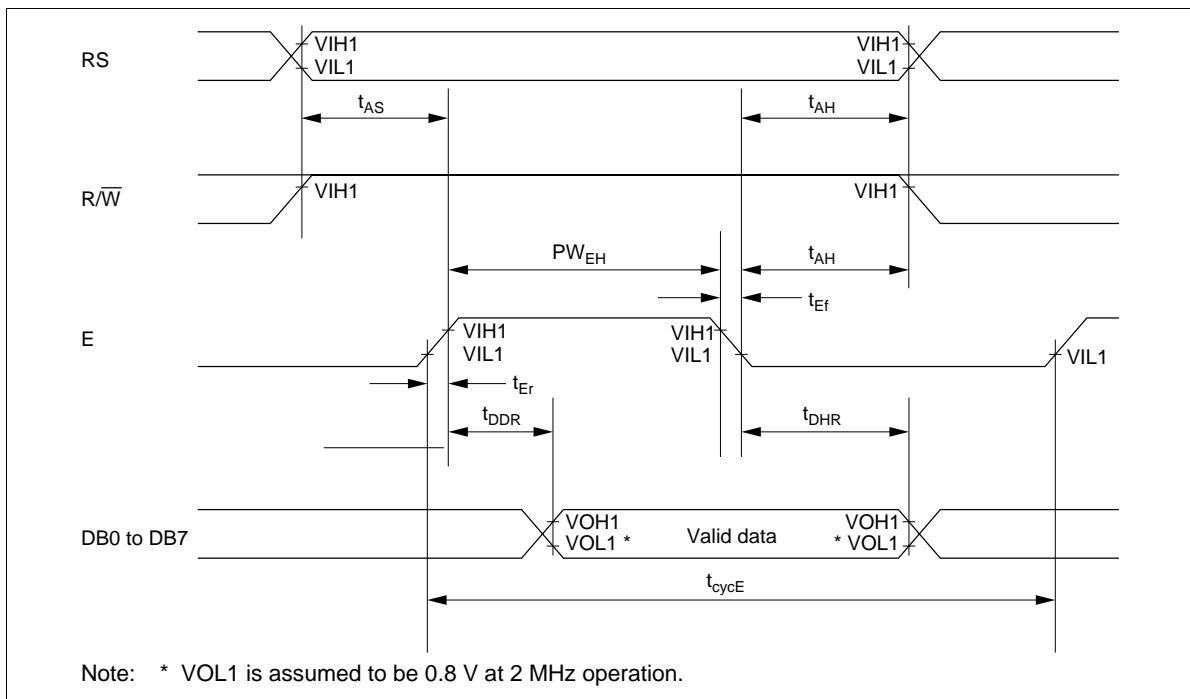 RS
VIH1
VIL1
VIH1
VIL1
tAS
tAH
R/W̅
VIH1
VIH1
PWEH
tAH
tEf
E
VIH1
VIL1
VIH1
VIL1
VIL1
tEr
tDDR
tDHR
DB0 to DB7
VOH1
VOL1 *
Valid data
VOH1
* VOL1
tcycE
Note: * VOL1 is assumed to be 0.8 V at 2 MHz operation.